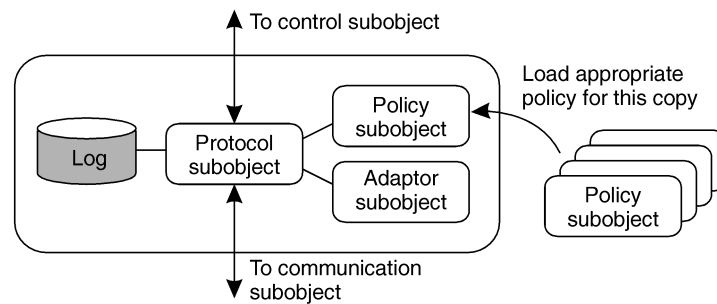 To control subobject
Load appropriate
policy for this copy
Policy
subobject
Log
Protocol
subobject
Adaptor
subobject
Policy
subobject
To communication
subobject